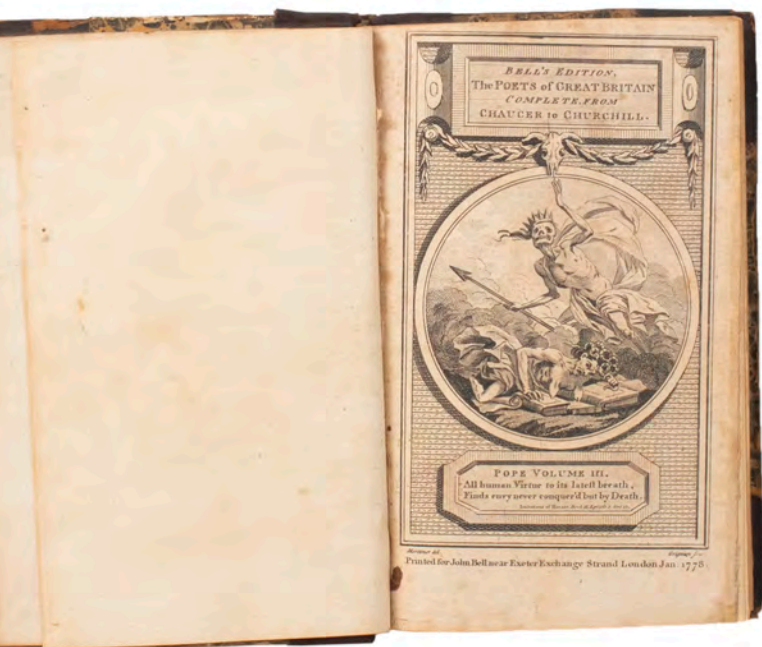 BELL'S EDITION.
The POETS of GREAT BRITAIN
COMPLETE FROM
CHAUCER to CHURCHILL.
POPE VOLUME III.
All human Virtue to its lateſt breath,
Finds envy never conquer'd but by Death.
Mortimer del.
Printed for John Bell near Exeter Exchange Strand London Jan 1778.